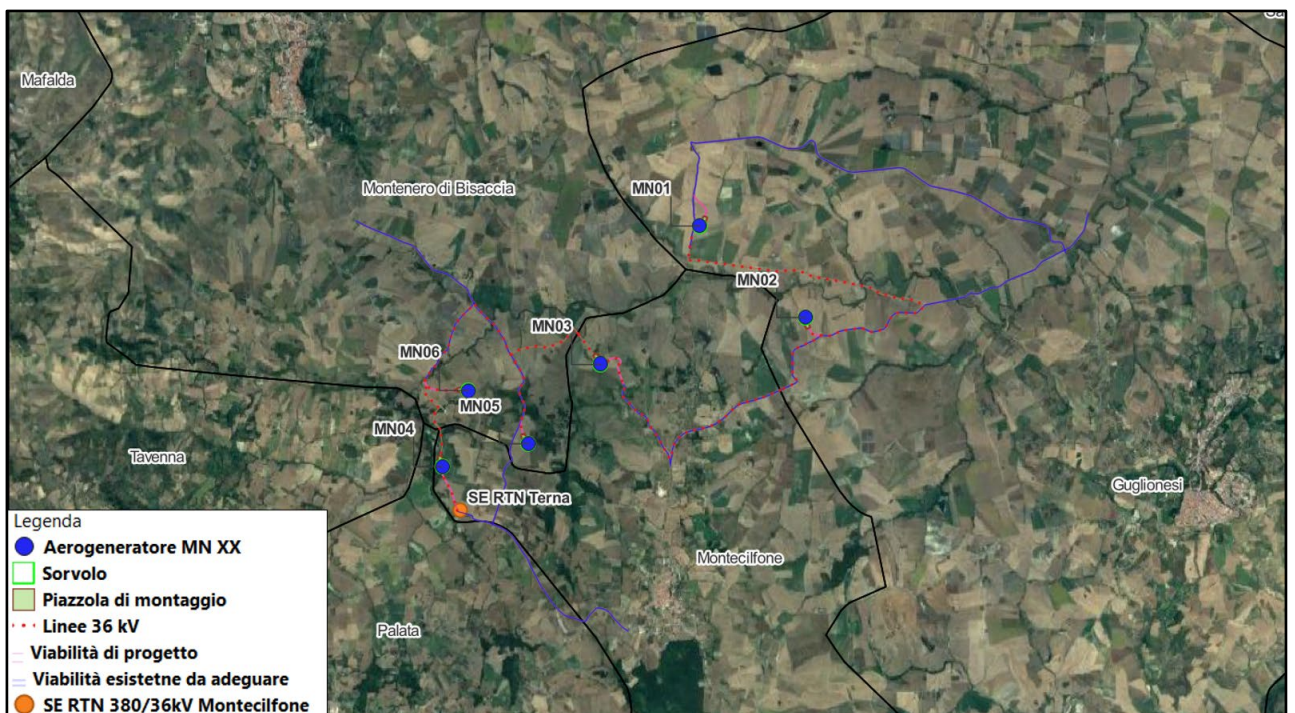 Mafalda
Montenero di Bisaccia
MN01
MN02
MN03
MN06
MN05
MN04
Tavenna
SE RTN Terna
Guglionesi
Montecilfone
Palata
Legenda
Aerogeneratore MN XX
Sorvolo
Piazzola di montaggio
Linee 36 kV
Viabilità di progetto
Viabilità esistetne da adeguare
SE RTN 380/36kV Montecilfone